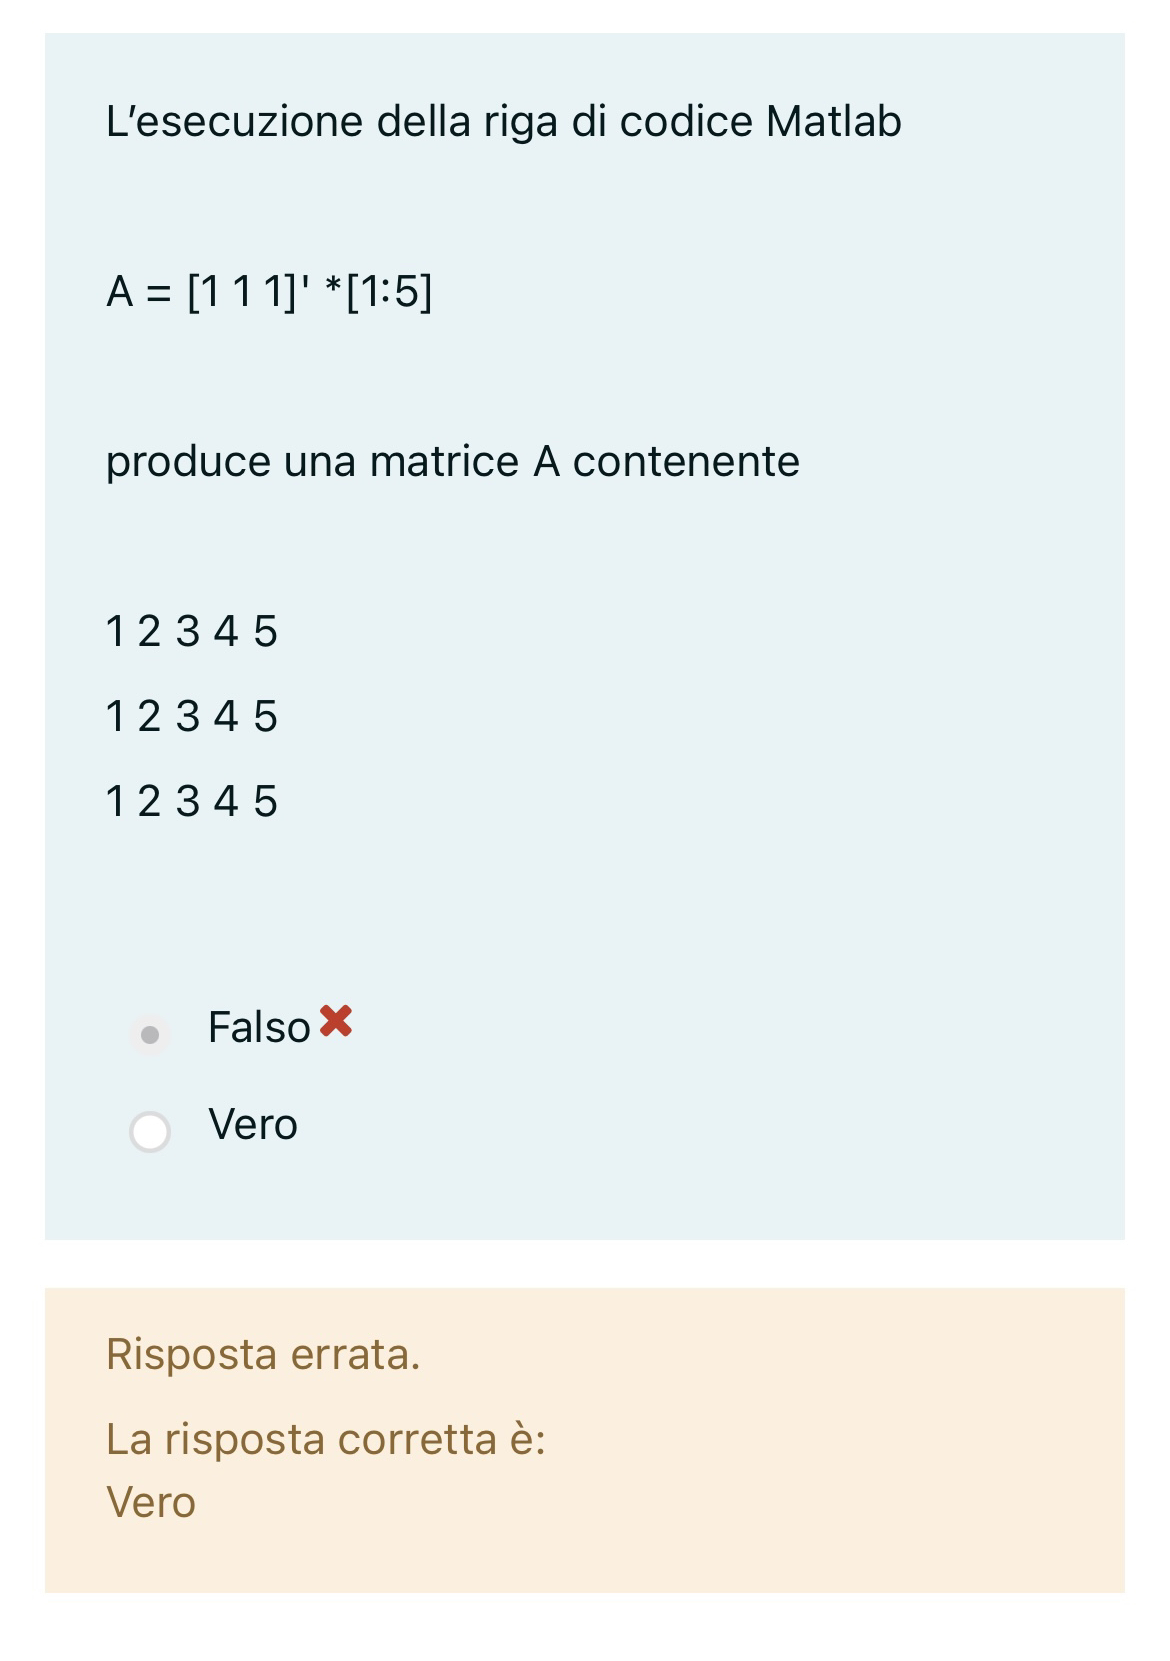 L’esecuzione della riga di codice Matlab
A = [1 1 1]' *[1:5]
produce una matrice A contenente
1 2 3 4 5
1 2 3 4 5
1 2 3 4 5
Falso
Vero
Risposta errata.
La risposta corretta è:
Vero